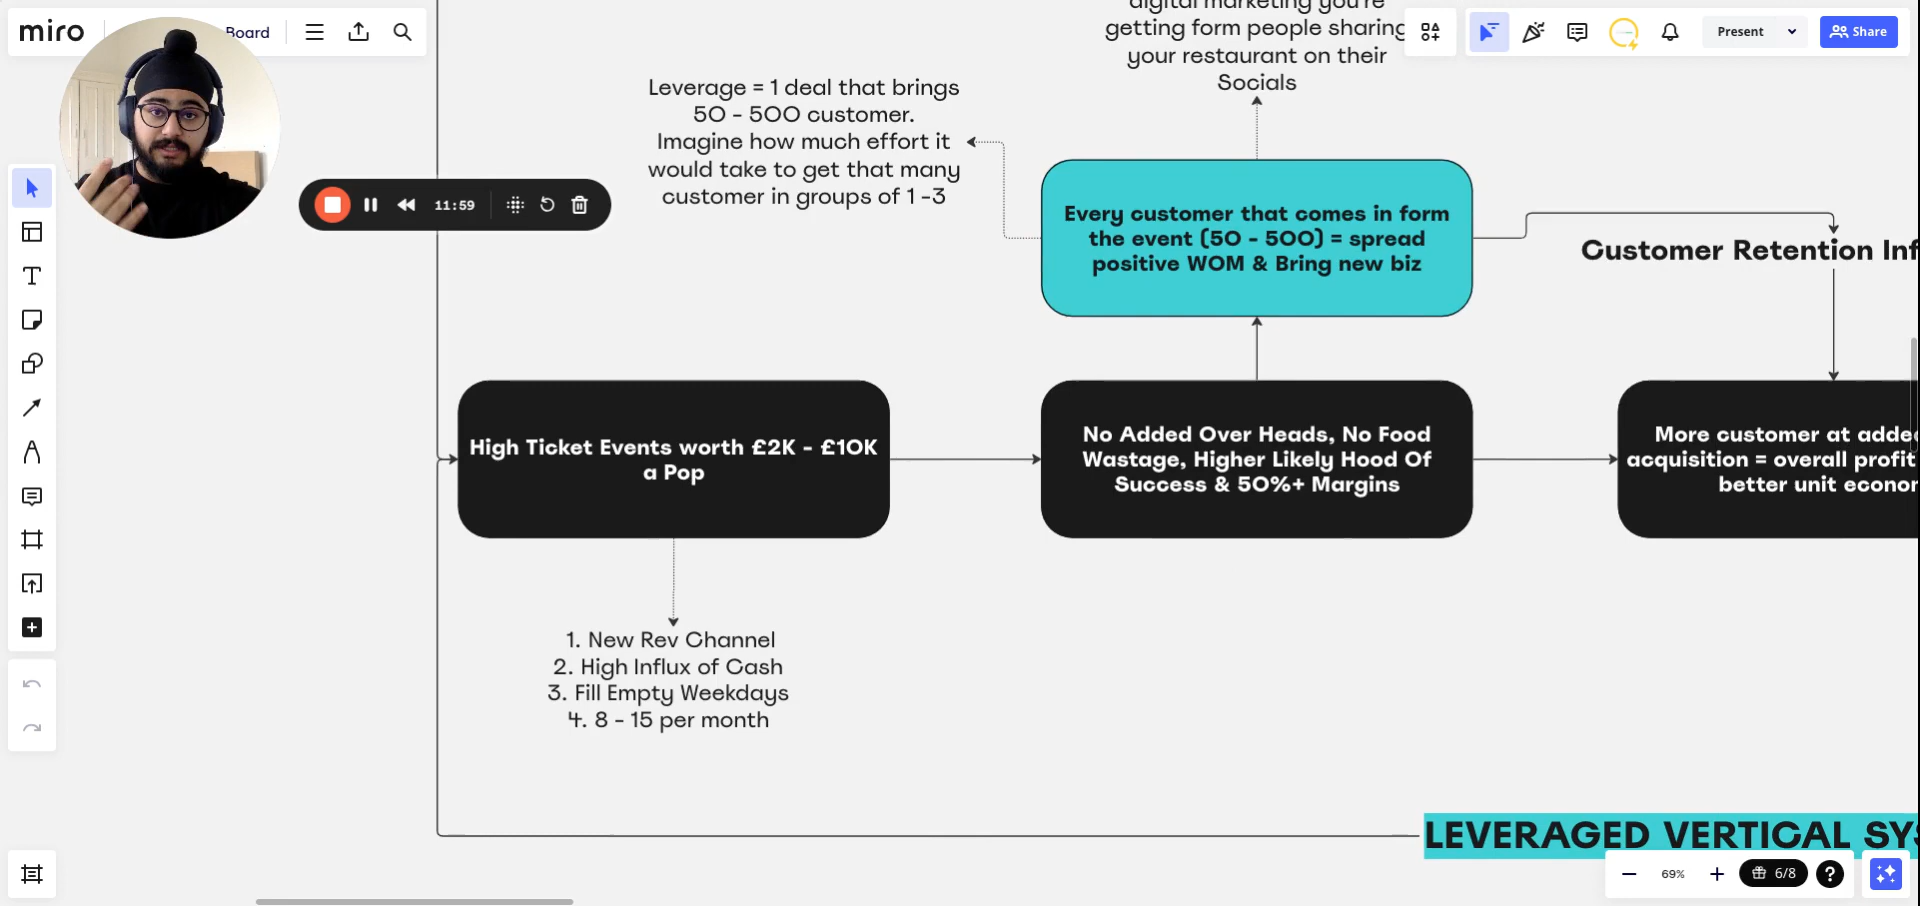 miro
Board
Present
Share
digital marketing you're
getting form people sharing
your restaurant on their
Socials
Leverage = 1 deal that brings
50 - 500 customer.
Imagine how much effort it
would take to get that many
customer in groups of 1 -3
11:59
Every customer that comes in form
the event (50 - 500) = spread
positive WOM & Bring new biz
Customer Retention Inf
High Ticket Events worth £2K - £10K
a Pop
No Added Over Heads, No Food
Wastage, Higher Likely Hood Of
Success & 50%+ Margins
More customer at adde
acquisition = overall profit
better unit econo
1. New Rev Channel
2. High Influx of Cash
3. Fill Empty Weekdays
4. 8 - 15 per month
LEVERAGED VERTICAL SYS
69%
6/8